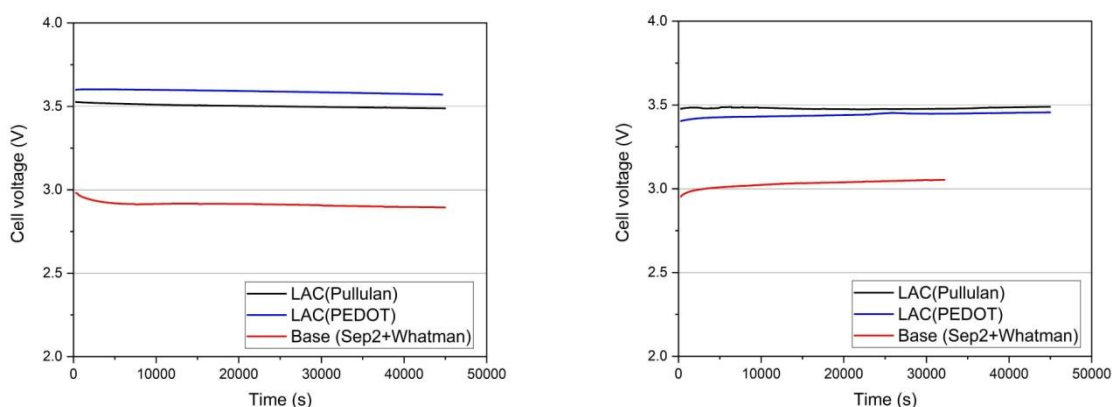 4.0
3.5
3.0
2.5
2.0
Cell voltage (V)
LAC(Pullulan)
LAC(PEDOT)
Base (Sep2+Whatman)
0 10000 20000 30000 40000 50000
Time (s)
4.0
3.5
3.0
2.5
2.0
Cell voltage (V)
LAC(Pullulan)
LAC(PEDOT)
Base (Sep2+Whatman)
0 10000 20000 30000 40000 50000
Time (s)